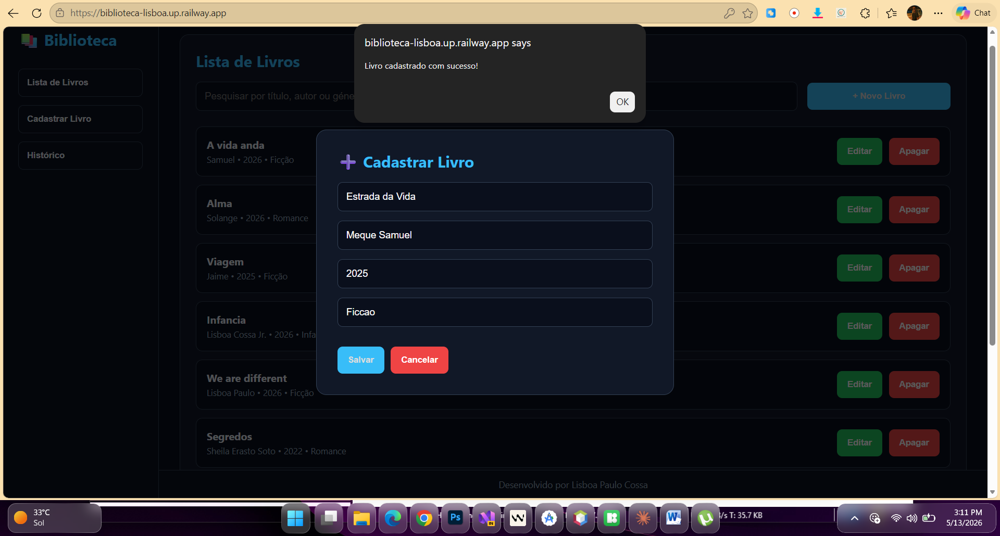 https://biblioteca-lisboa.up.railway.app
Chat
biblioteca-lisboa.up.railway.app says
Livro cadastrado com sucesso!
OK
Biblioteca
Lista de Livros
Cadastrar Livro
Histórico
Lista de Livros
Pesquisar por título, autor ou géne
+ Novo Livro
A vida anda
Samuel • 2026 • Ficção
Editar
Apagar
Alma
Solange • 2026 • Romance
Editar
Apagar
Viagem
Jaime • 2025 • Ficção
Editar
Apagar
Infancia
Lisboa Cossa Jr. • 2026 • Infa
Editar
Apagar
We are different
Lisboa Paulo • 2026 • Ficção
Editar
Apagar
Segredos
Sheila Erasto Soto • 2022 • Romance
Editar
Apagar
Cadastrar Livro
Estrada da Vida
Meque Samuel
2025
Ficcao
Salvar
Cancelar
Desenvolvido por Lisboa Paulo Cossa
33°C
Sol
Ps
IN
W
/s T: 35.7 KB
3:11 PM
5/13/2026